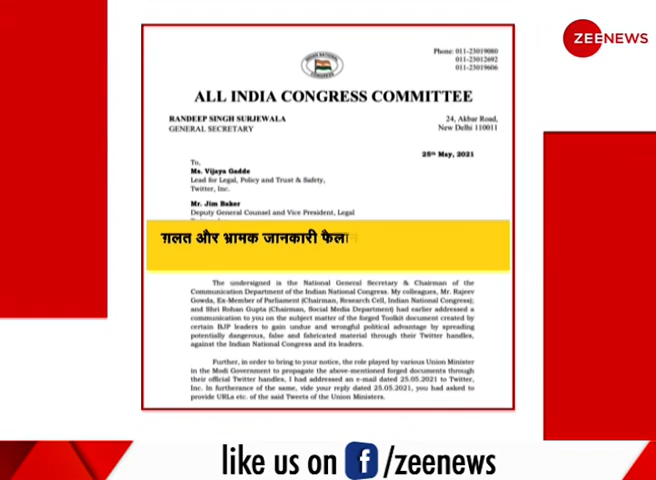 ZEENEWS
INDIAN NATIONAL
CONGRESS
Phone: 011-23019080
011-23012692
011-23019606
ALL INDIA CONGRESS COMMITTEE
RANDEEP SINGH SURJEWALA
GENERAL SECRETARY
24, Akbar Road,
New Delhi 110011
25th May, 2021
To,
Ms. Vijaya Gadde
Lead for Legal, Policy and Trust & Safety,
Twitter, Inc.
Mr. Jim Baker
Deputy General Counsel and Vice President, Legal
ग़लत और भ्रामक जानकारी फैला
The undersigned is the National General Secretary & Chairman of the
Communication Department of the Indian National Congress. My colleagues, Mr. Rajeev
Gowda, Ex-Member of Parliament (Chairman, Research Cell, Indian National Congress);
and Shri Rohan Gupta (Chairman, Social Media Department) had earlier addressed a
communication to you on the subject matter of the forged Toolkit document created by
certain BJP leaders to gain undue and wrongful political advantage by spreading
potentially dangerous, false and fabricated material through their Twitter handles,
against the Indian National Congress and its leaders.
Further, in order to bring to your notice, the role played by various Union Minister
in the Modi Government to propagate the above-mentioned forged documents through
their official Twitter handles, I had addressed an e-mail dated 25.05.2021 to Twitter,
Inc. In furtherance of the same, vide your reply dated 25.05.2021, you had asked to
provide URLs etc. of the said Tweets of the Union Ministers.
like us on f/zeenews